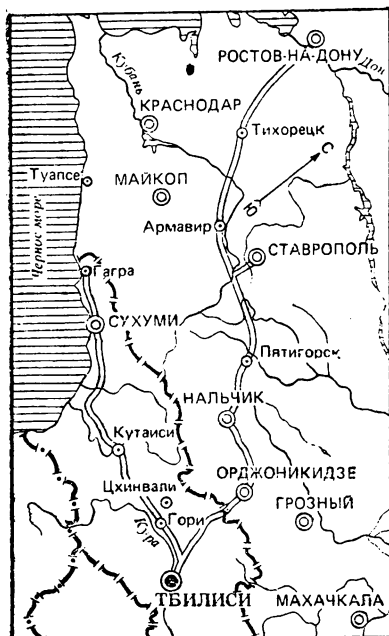 РОСТОВ-НА-ДОНУ
Дон
Кубань
КРАСНОДАР
Тихорецк
С
Туапсе
МАЙКОП
Ю
Армавир
СТАВРОПОЛЬ
Черное море
Гагра
СУХУМИ
Пятигорск
НАЛЬЧИК
Кутаиси
ОРДЖОНИКИДЗЕ
Цхинвали
ГРОЗНЫЙ
Гори
Кура
ТБИЛИСИ
МАХАЧКАЛА